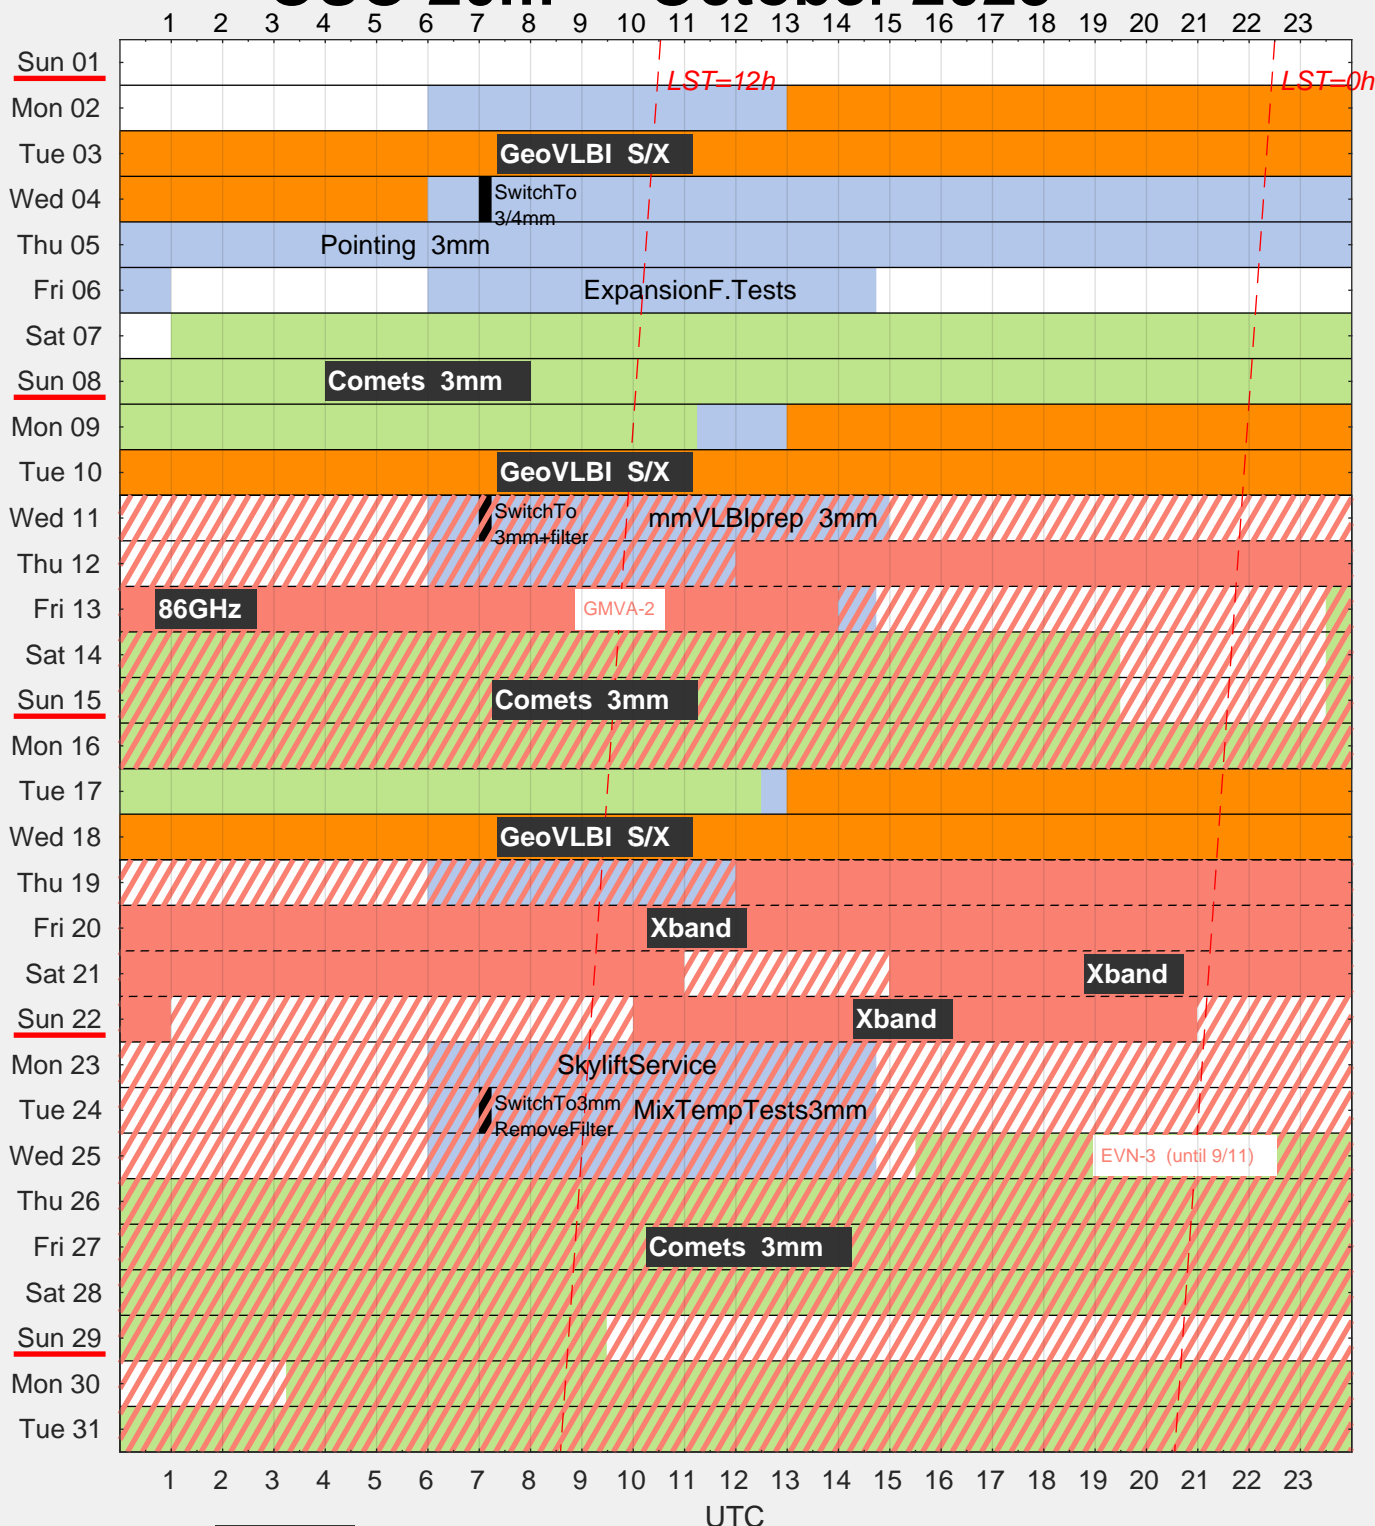 1 2 3 4 5 6 7 8 9 10 11 12 13 14 15 16 17 18 19 20 21 22 23
Sun 01
LST=12h LST=0h
Mon 02
Tue 03 GeoVLBI S/X
Wed 04 SwitchTo
3/4mm
Thu 05 Pointing 3mm
Fri 06 ExpansionF.Tests
Sat 07
Sun 08 Comets 3mm
Mon 09
Tue 10 GeoVLBI S/X
Wed 11 SwitchTo mmVLBIprep 3mm
3mm+filter
Thu 12
Fri 13 86GHz GMVA-2
Sat 14
Sun 15 Comets 3mm
Mon 16
Tue 17
Wed 18 GeoVLBI S/X
Thu 19
Fri 20 Xband
Sat 21 Xband
Sun 22 Xband
Mon 23 SkyliftService
Tue 24 SwitchTo3mm MixTempTests3mm
RemoveFilter
Wed 25 EVN-3 (until 9/11)
Thu 26
Fri 27 Comets 3mm
Sat 28
Sun 29
Mon 30
Tue 31
1 2 3 4 5 6 7 8 9 10 11 12 13 14 15 16 17 18 19 20 21 22 23
UTC